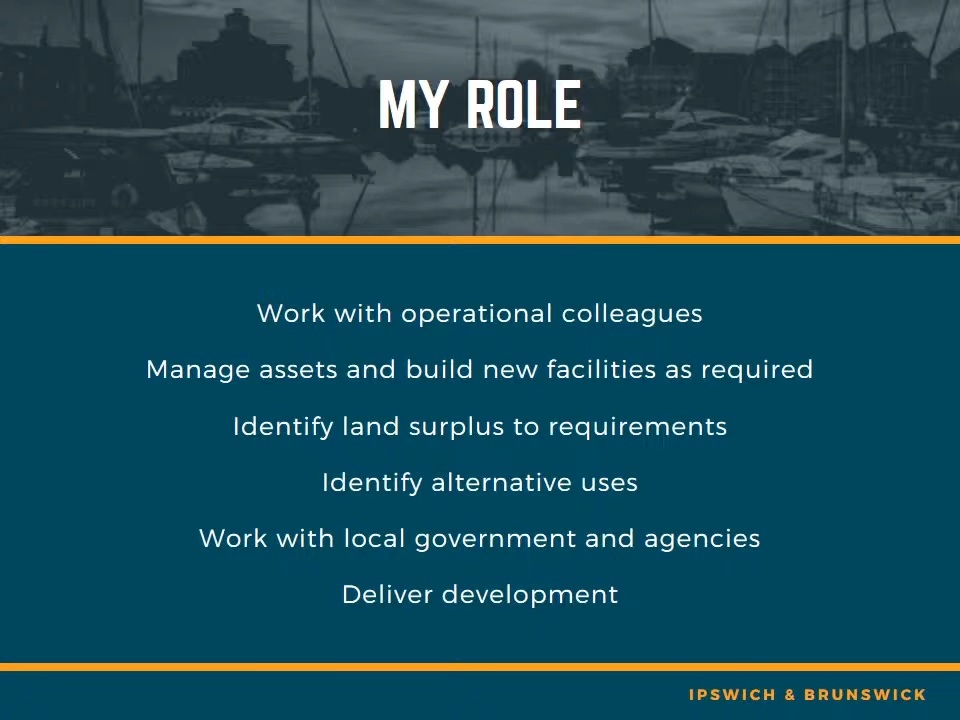 MY ROLE
Work with operational colleagues
Manage assets and build new facilities as required
Identify land surplus to requirements
Identify alternative uses
Work with local government and agencies
Deliver development
IPSWICH & BRUNSWICK